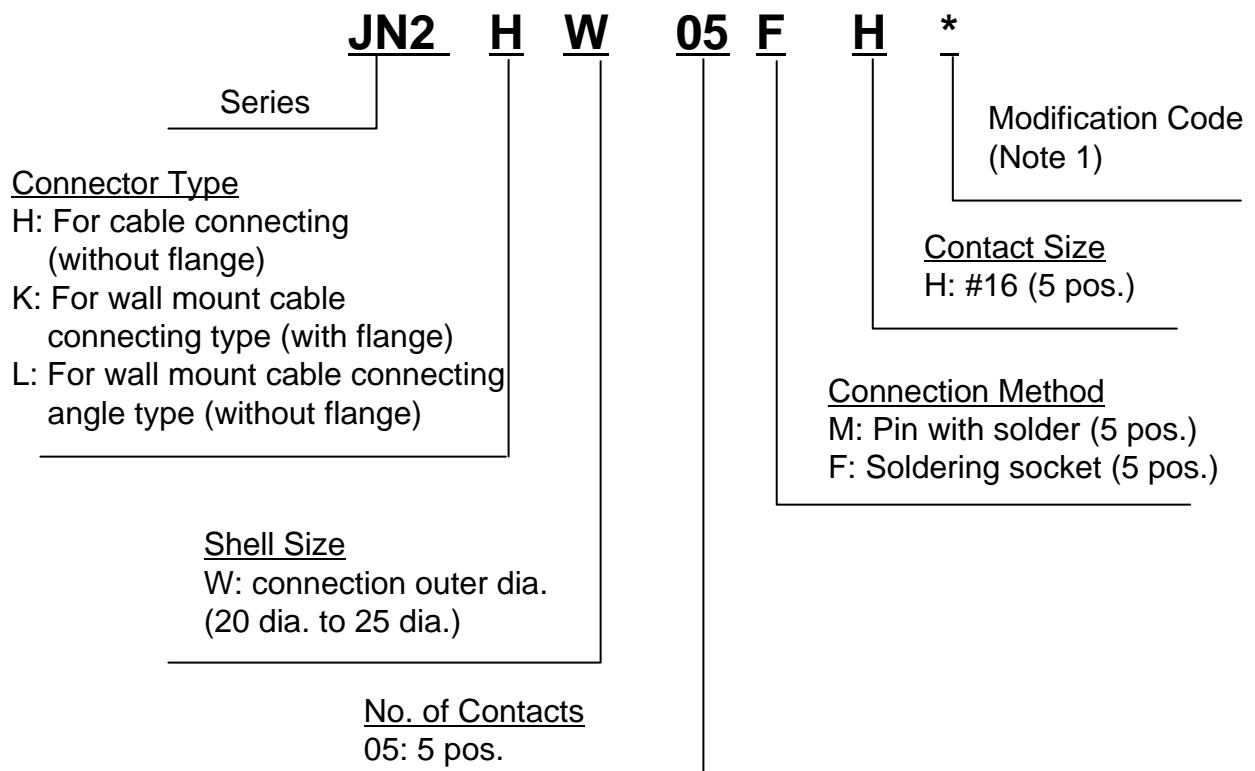 JN2 H W 05 F H *
Series
Modification Code
(Note 1)
Connector Type
H: For cable connecting
(without flange)
K: For wall mount cable
connecting type (with flange)
L: For wall mount cable connecting
angle type (without flange)
Contact Size
H: #16 (5 pos.)
Connection Method
M: Pin with solder (5 pos.)
F: Soldering socket (5 pos.)
Shell Size
W: connection outer dia.
(20 dia. to 25 dia.)
No. of Contacts
05: 5 pos.